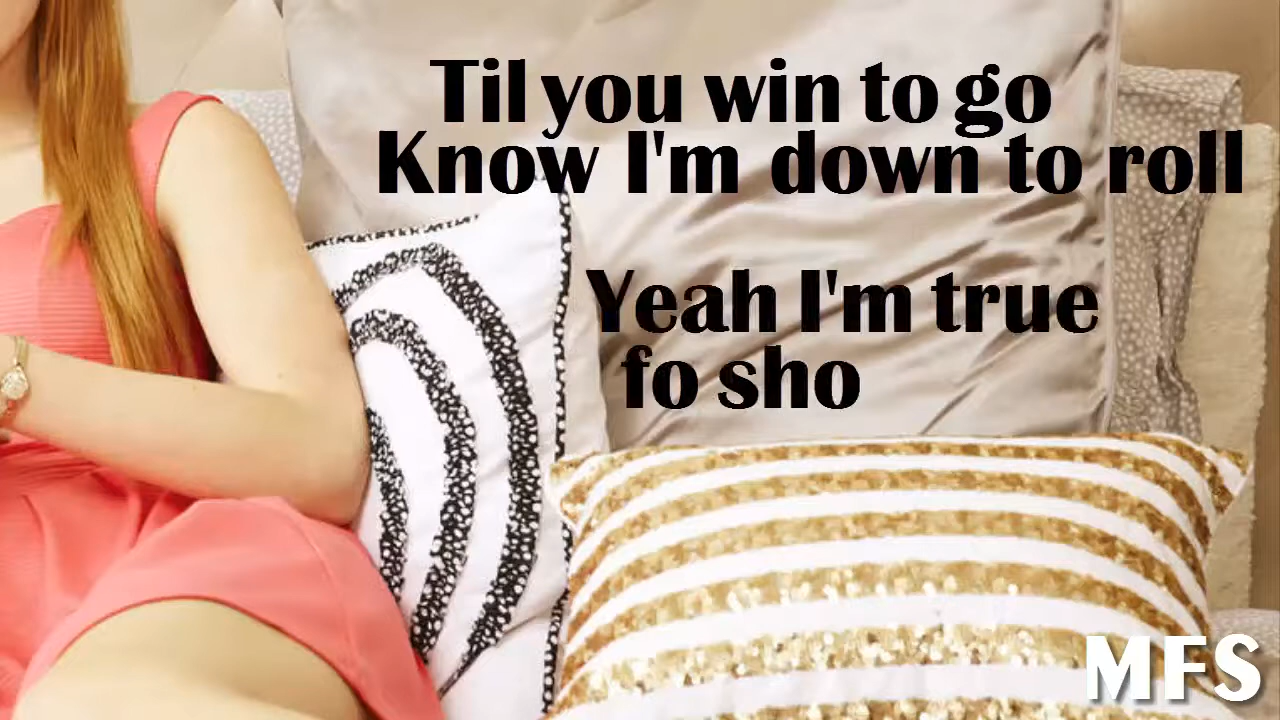 Til you win to go
Know I'm down to roll
Yeah I'm true
fo sho
MFS